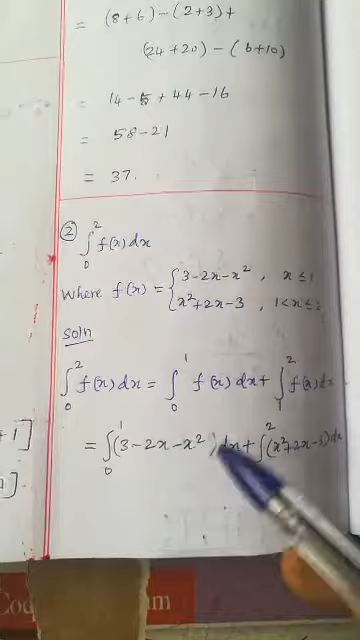 = (8+6) - (2+3) +
(24+20) - (6+10)
= 14 - 5 + 44 - 16
= 58 - 21
= 37.
② ∫₀² f(x) dx
where f(x) = { 3-2x-x² , x ≤ 1
x²+2x-3 , 1 < x ≤ 2
Soln
∫₀² f(x) dx = ∫₀¹ f(x) dx + ∫₁² f(x) dx
+1]
= ∫₀¹ (3-2x-x²) dx + ∫₁² (x²+2x-3) dx
]